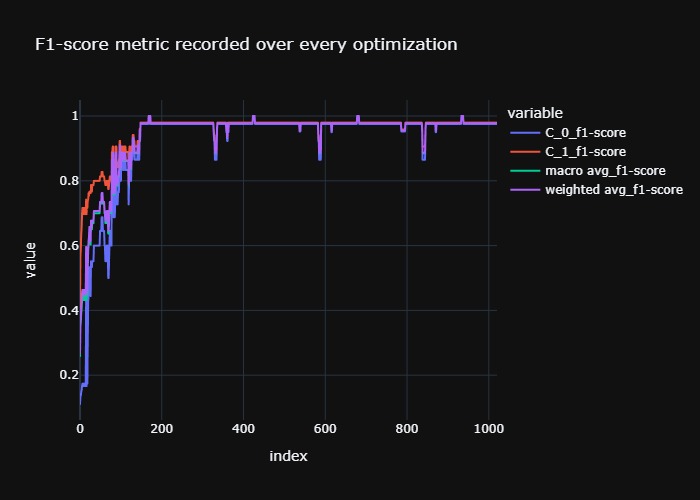 F1-score metric recorded over every optimization
variable
C_0_f1-score
C_1_f1-score
macro avg_f1-score
weighted avg_f1-score
value
1
0.8
0.6
0.4
0.2
0 200 400 600 800 1000
index